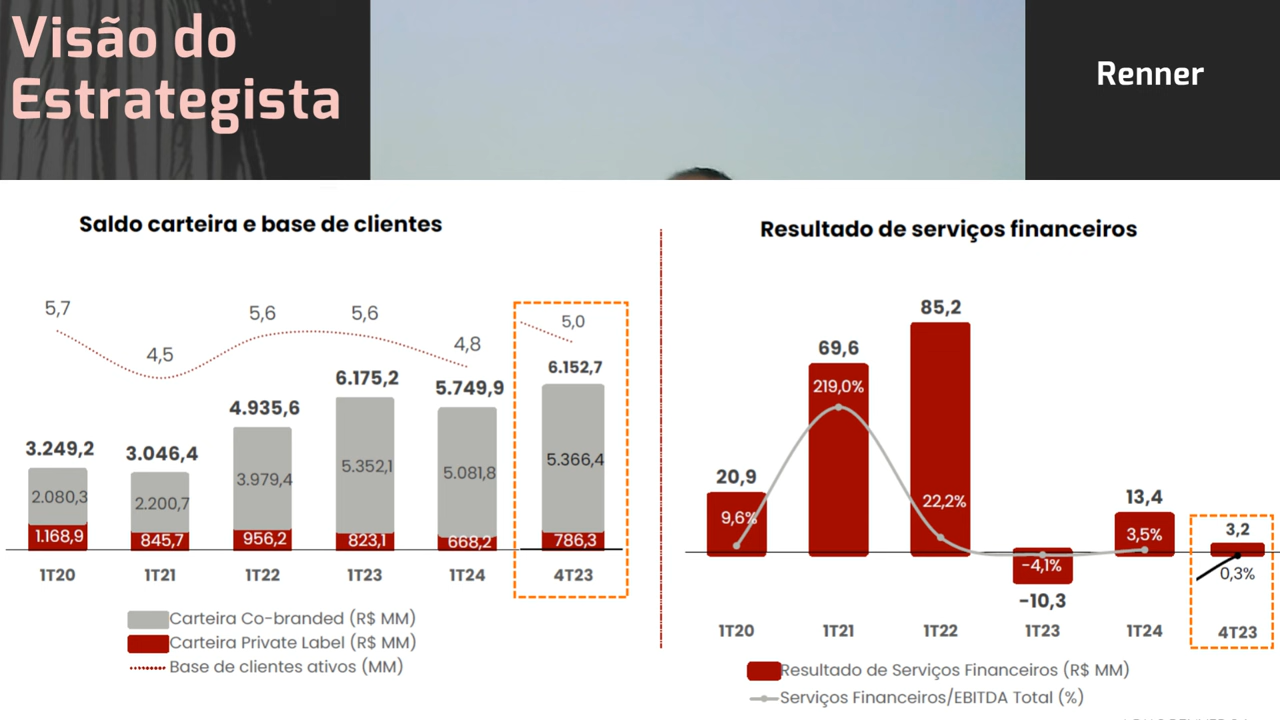 Visão do
Estrategista
Renner
Saldo carteira e base de clientes
5,7
4,5
5,6
5,6
4,8
5,0
3.249,2
3.046,4
4.935,6
6.175,2
5.749,9
6.152,7
2.080,3
2.200,7
3.979,4
5.352,1
5.081,8
5.366,4
1.168,9
845,7
956,2
823,1
668,2
786,3
1T20
1T21
1T22
1T23
1T24
4T23
Carteira Co-branded (R$ MM)
Carteira Private Label (R$ MM)
Base de clientes ativos (MM)
Resultado de serviços financeiros
20,9
69,6
85,2
-10,3
13,4
3,2
9,6%
219,0%
22,2%
-4,1%
3,5%
0,3%
1T20
1T21
1T22
1T23
1T24
4T23
Resultado de Serviços Financeiros (R$ MM)
Serviços Financeiros/EBITDA Total (%)